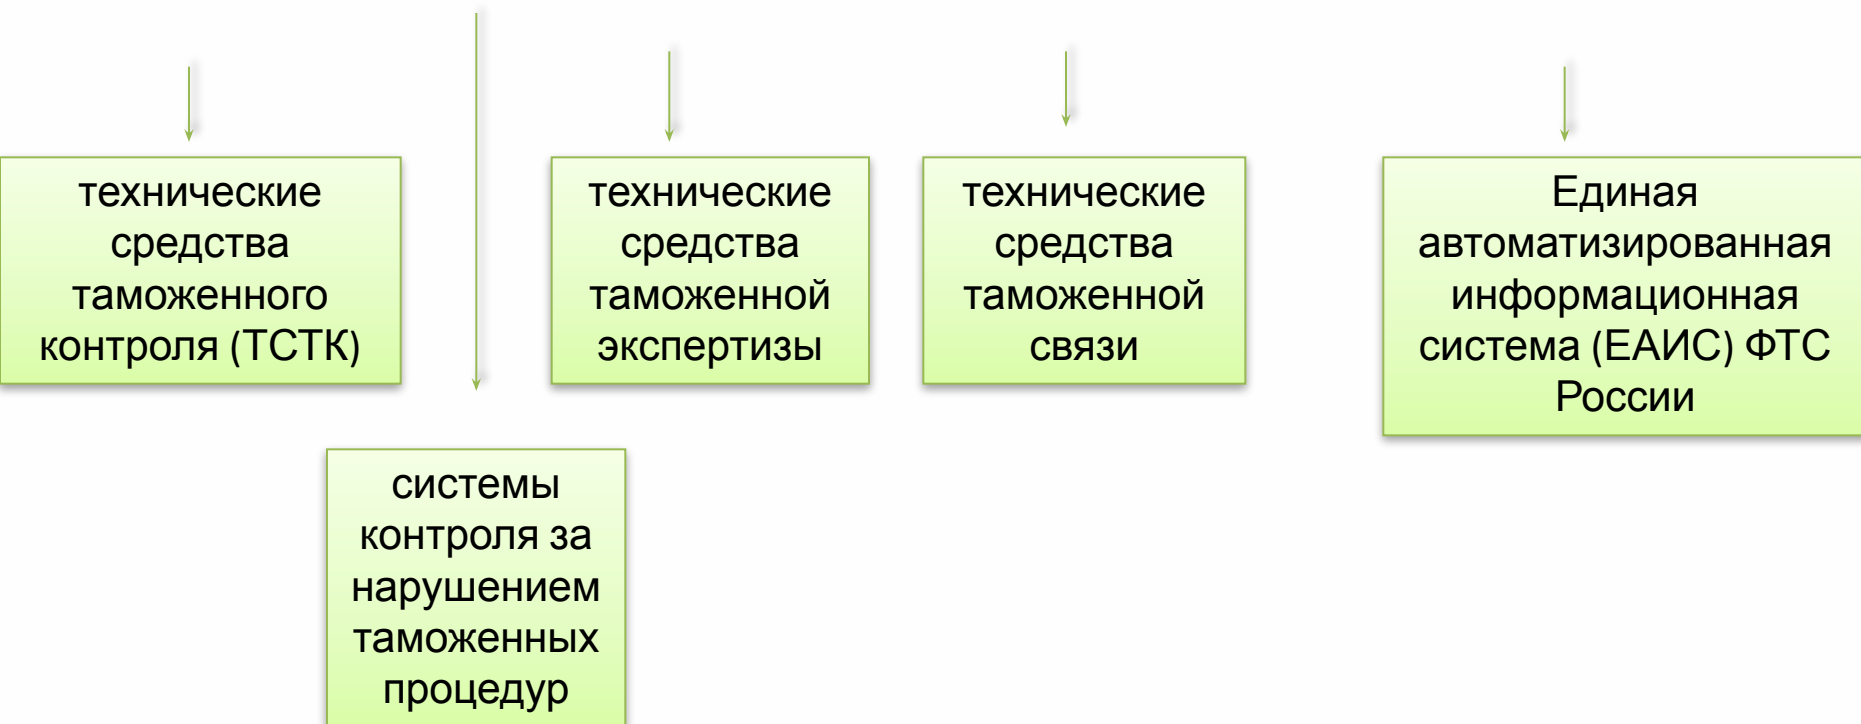 технические
средства
таможенного
контроля (ТСТК)
технические
средства
таможенной
экспертизы
технические
средства
таможенной
связи
Единая
автоматизированная
информационная
система (ЕАИС) ФТС
России
системы
контроля за
нарушением
таможенных
процедур